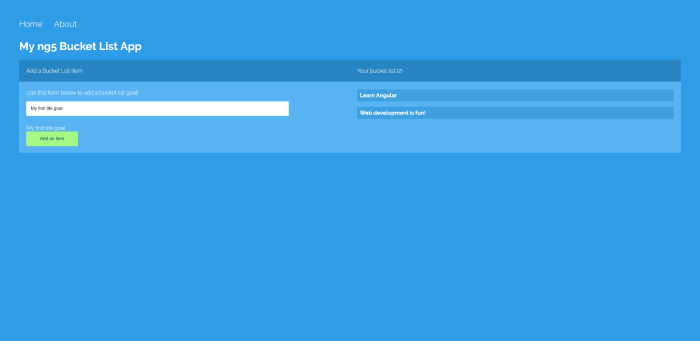 Home About
My ng5 Bucket List App
Add a Bucket List Item
Your bucket list (2)
Use this form below to add a bucket list goal!
My first life goal
My first life goal
Add an item
Learn Angular
Web development is fun!